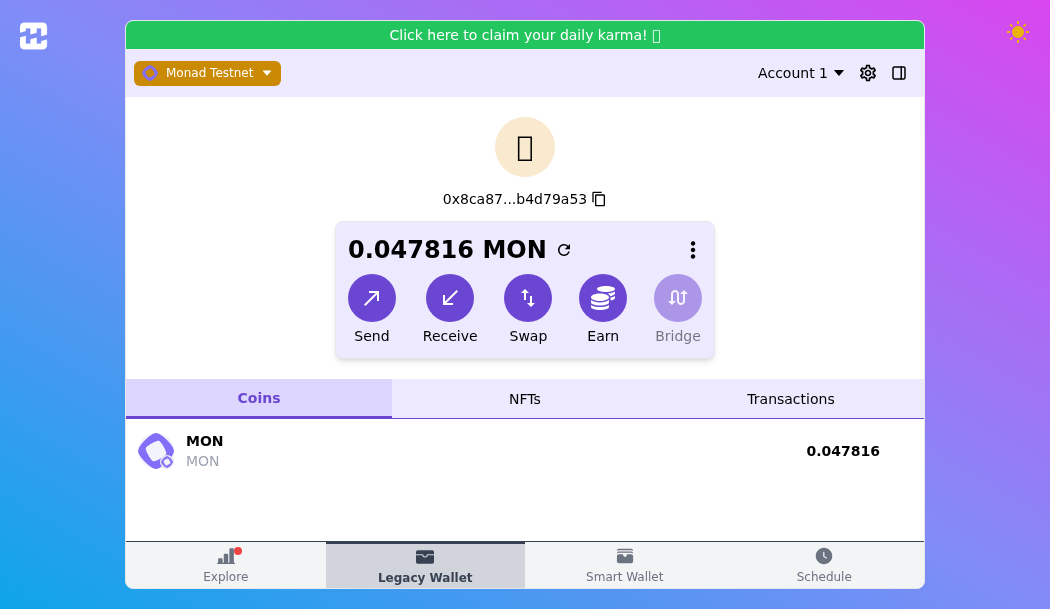 Click here to claim your daily karma!
Monad Testnet
Account 1
0x8ca87...b4d79a53
0.047816 MON
Send
Receive
Swap
Earn
Bridge
Coins
NFTs
Transactions
MON
MON
0.047816
Explore
Legacy Wallet
Smart Wallet
Schedule